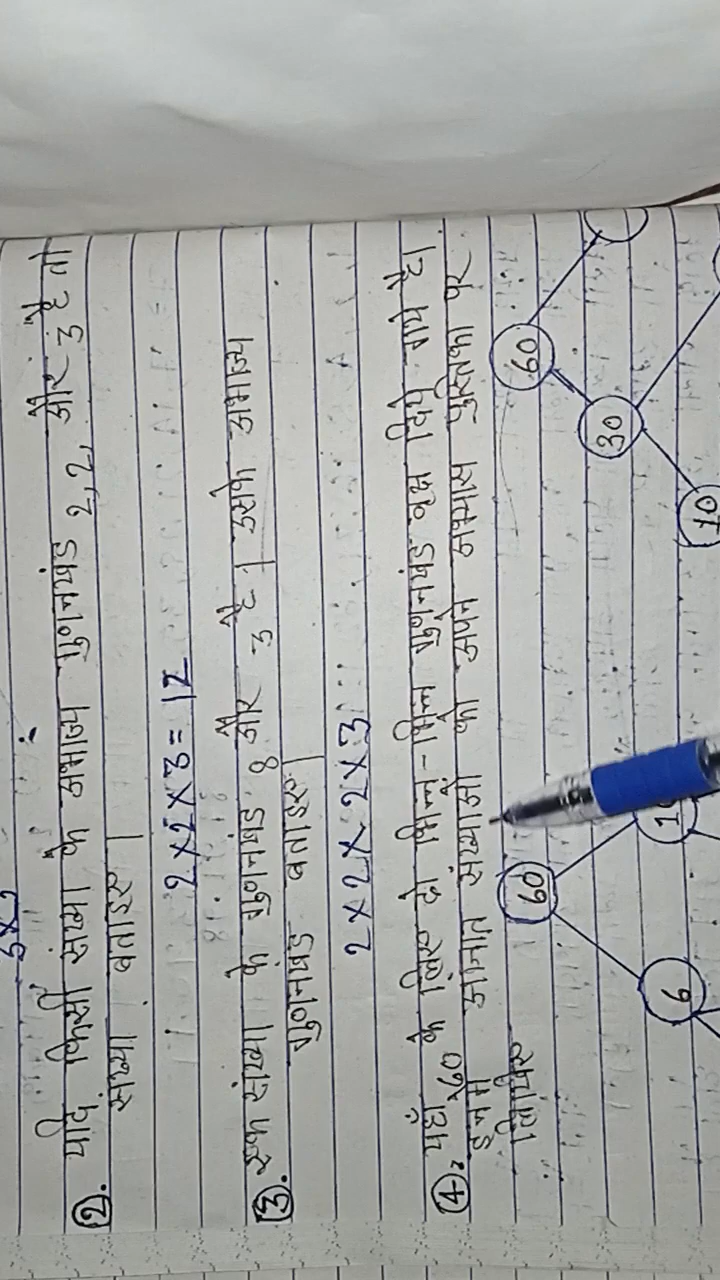 ②. यदि किसी संख्या के अभाज्य गुणनखंड 2,2, और 3 है तो
संख्या बताइए।
2×2×3=12
③. एक संख्या के गुणनखंड 8 और 3 है। उसके अभाज्य
गुणनखंड बताइए।
2×2×2×3
④. यहाँ 60 के लिए दो भिन्न-भिन्न गुणनखंड वृक्ष दिये गये है।
इनमें अज्ञात संख्याओं को अपने अभ्यास पुस्तिका पर
लिखिए
60 60
6 30
10